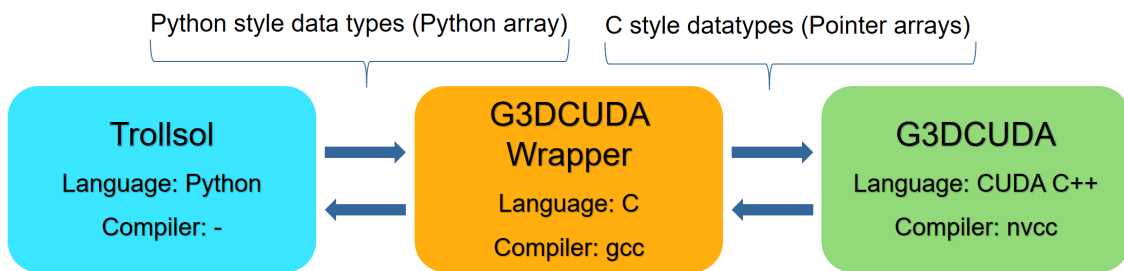 Python style data types (Python array)
C style datatypes (Pointer arrays)
Trollsol
Language: Python
Compiler: -
G3DCUDA
Wrapper
Language: C
Compiler: gcc
G3DCUDA
Language: CUDA C++
Compiler: nvcc